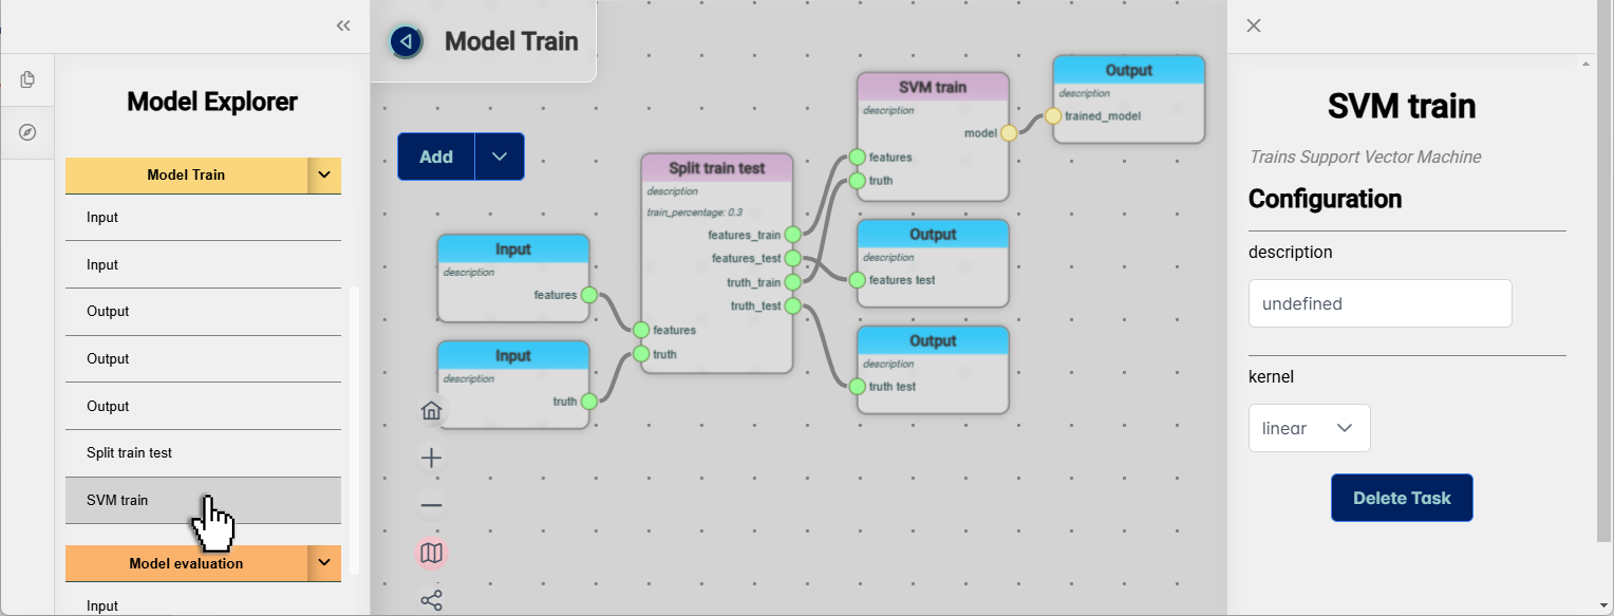 Model Explorer
Model Train
Input
Input
Output
Output
Output
Split train test
SVM train
Model evaluation
Input
Model Train
Add
Input
description
features
Input
description
truth
Split train test
description
train_percentage: 0.3
features_train
features_test
truth_train
truth_test
features
truth
SVM train
description
model
features
truth
Output
description
trained_model
Output
description
features test
Output
description
truth test
SVM train
Trains Support Vector Machine
Configuration
description
undefined
kernel
linear
Delete Task